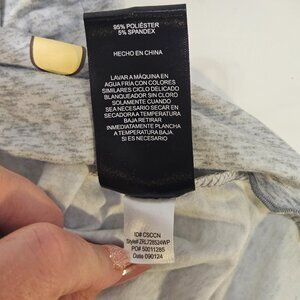 95% POLIÉSTER
5% SPANDEX
HECHO EN CHINA
LAVAR A MÁQUINA EN
AGUA FRÍA CON COLORES
SIMILARES CICLO DELICADO
BLANQUEADOR SIN CLORO
SOLAMENTE CUANDO
SEA NECESARIO SECAR EN
SECADORA A TEMPERATURA
BAJA RETIRAR
INMEDIATAMENTE PLANCHA
A TEMPERATURA BAJA
SI ES NECESARIO
ID# CSCCN
Style# ZRL728524WP
PO# 50011285
Date 090124